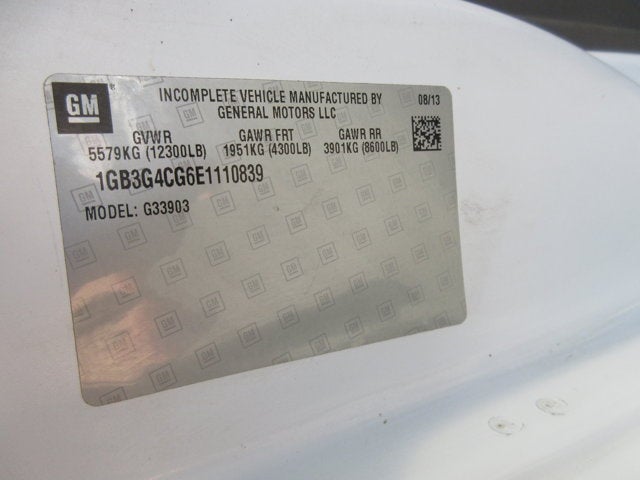 GM
INCOMPLETE VEHICLE MANUFACTURED BY 08/13
GENERAL MOTORS LLC
GVWR GAWR FRT GAWR RR
5579KG (12300LB) 1951KG (4300LB) 3901KG (8600LB)
1GB3G4CG6E1110839
MODEL: G33903